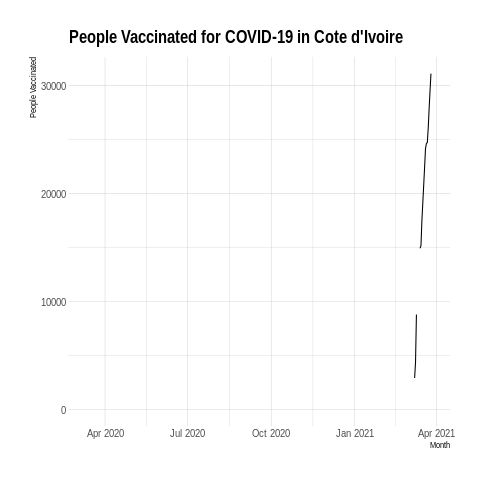 People Vaccinated for COVID-19 in Cote d'Ivoire
People Vaccinated
30000
20000
10000
0
Apr 2020 Jul 2020 Oct 2020 Jan 2021 Apr 2021
Month